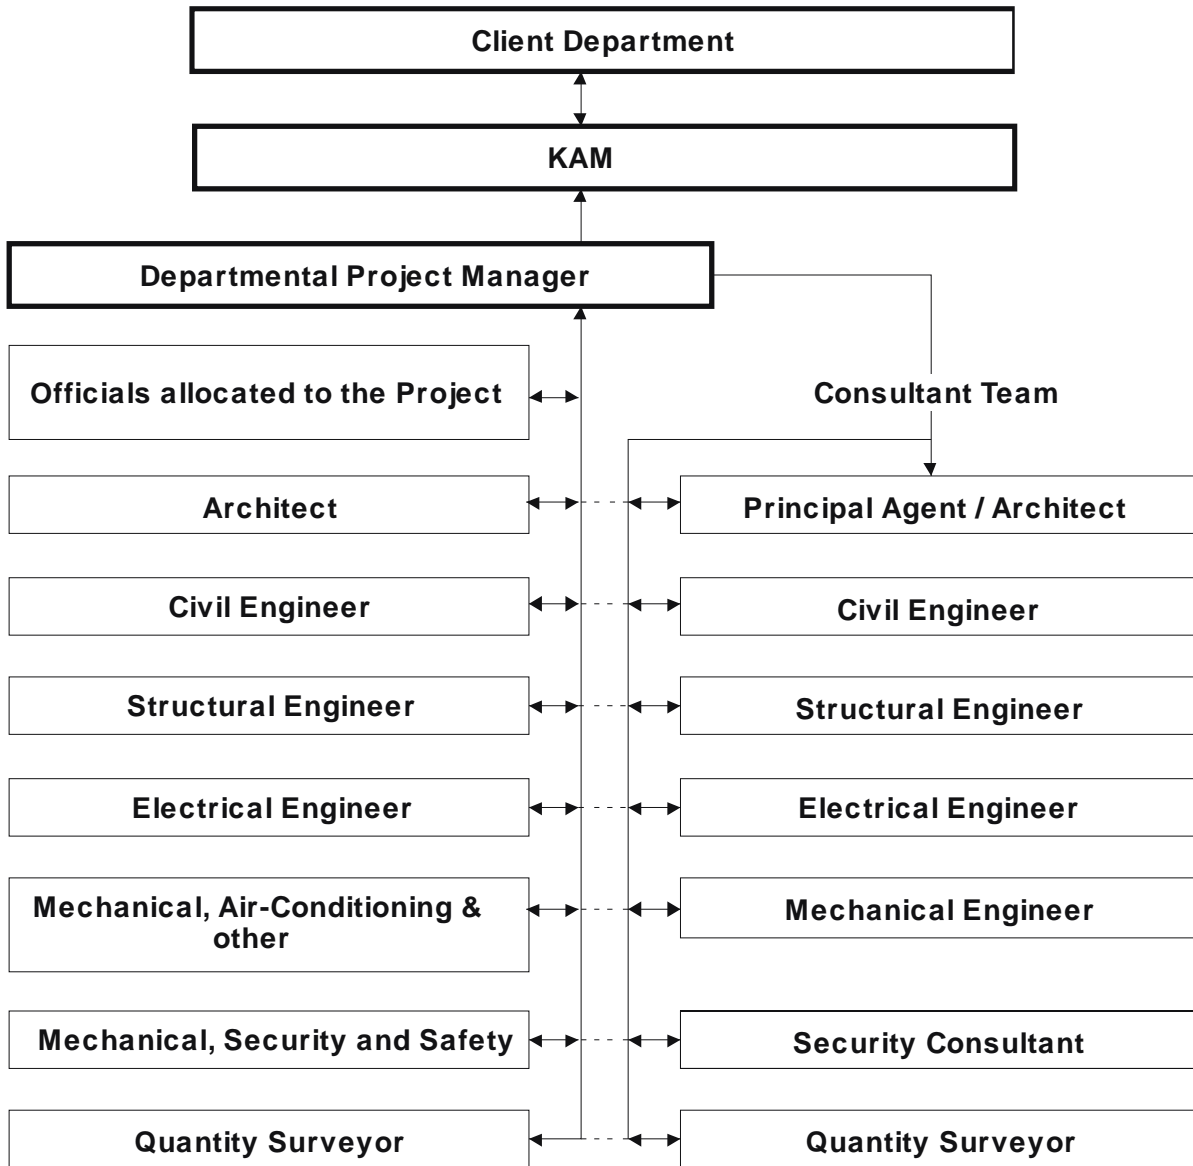 Client Department
KAM
Departmental Project Manager
Officials allocated to the Project
Consultant Team
Architect
Principal Agent / Architect
Civil Engineer
Civil Engineer
Structural Engineer
Structural Engineer
Electrical Engineer
Electrical Engineer
Mechanical, Air-Conditioning &
other
Mechanical Engineer
Mechanical, Security and Safety
Security Consultant
Quantity Surveyor
Quantity Surveyor